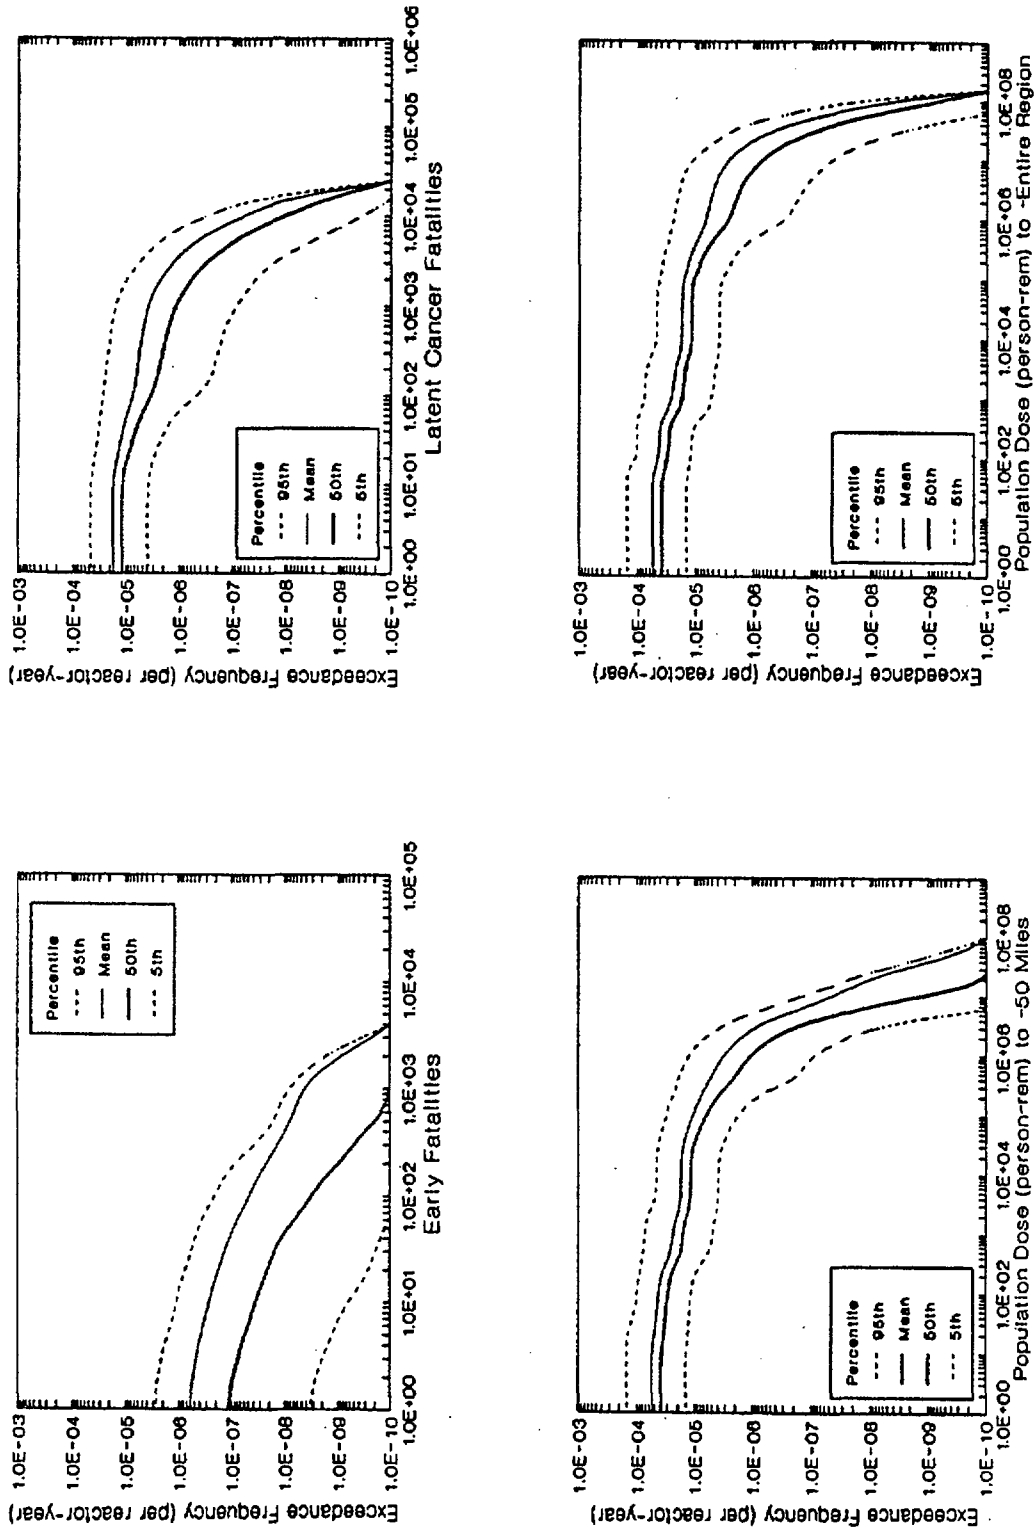 Exceedance Frequency (per reactor-year)
1.0E-03
1.0E-04
1.0E-05
1.0E-06
1.0E-07
1.0E-08
1.0E-09
1.0E-10
Percentile
95th
Mean
50th
5th
1.0E+00 1.0E+01 1.0E+02 1.0E+03 1.0E+04 1.0E+05
Early Fatalities
Exceedance Frequency (per reactor-year)
1.0E-03
1.0E-04
1.0E-05
1.0E-06
1.0E-07
1.0E-08
1.0E-09
1.0E-10
Percentile
95th
Mean
50th
5th
1.0E+00 1.0E+01 1.0E+02 1.0E+03 1.0E+04 1.0E+05 1.0E+06
Latent Cancer Fatalities
Exceedance Frequency (per reactor-year)
1.0E-03
1.0E-04
1.0E-05
1.0E-06
1.0E-07
1.0E-08
1.0E-09
1.0E-10
Percentile
95th
Mean
50th
5th
1.0E+00 1.0E+02 1.0E+04 1.0E+06 1.0E+08
Population Dose (person-rem) to -50 Miles
Exceedance Frequency (per reactor-year)
1.0E-03
1.0E-04
1.0E-05
1.0E-06
1.0E-07
1.0E-08
1.0E-09
1.0E-10
Percentile
95th
Mean
50th
5th
1.0E+00 1.0E+02 1.0E+04 1.0E+06 1.0E+08
Population Dose (person-rem) to -Entire Region